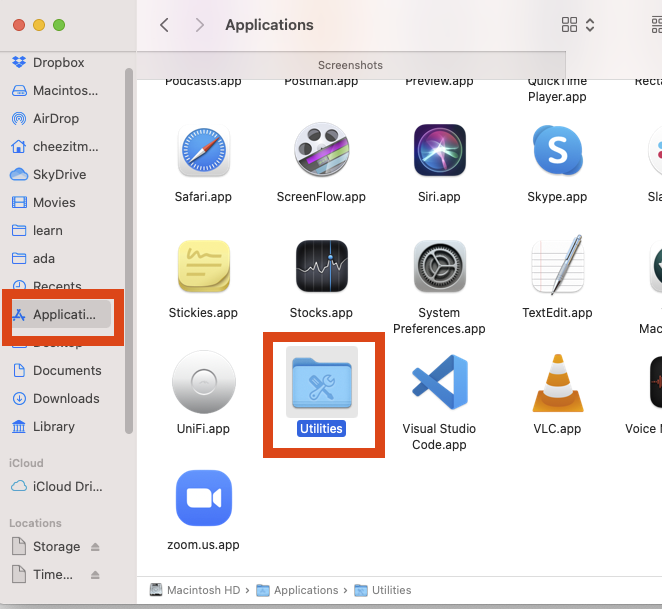 Applications
Screenshots
Dropbox
Macintos...
AirDrop
cheezitm...
SkyDrive
Movies
learn
ada
Recents
Applicati...
Desktop
Documents
Downloads
Library
iCloud
iCloud Dri...
Locations
Storage
Time...
Podcasts.app
Postman.app
Preview.app
QuickTime
Player.app
Recta
Safari.app
ScreenFlow.app
Siri.app
Skype.app
Sla
Stickies.app
Stocks.app
System
Preferences.app
TextEdit.app
Mac
UniFi.app
Utilities
Visual Studio
Code.app
VLC.app
Voice M
zoom.us.app
Macintosh HD › Applications › Utilities